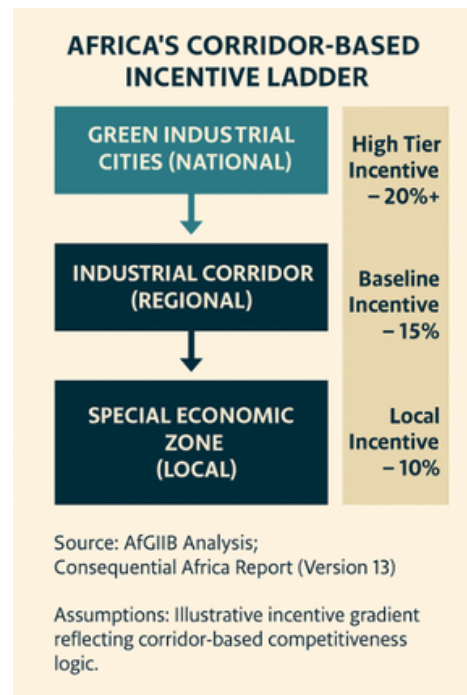 AFRICA'S CORRIDOR-BASED
INCENTIVE LADDER
GREEN INDUSTRIAL
CITIES (NATIONAL)
High Tier
Incentive
– 20%+
INDUSTRIAL CORRIDOR
(REGIONAL)
Baseline
Incentive
– 15%
SPECIAL ECONOMIC
ZONE
(LOCAL)
Local
Incentive
– 10%
Source: AfGIIB Analysis;
Consequential Africa Report (Version 13)
Assumptions: Illustrative incentive gradient
reflecting corridor-based competitiveness
logic.